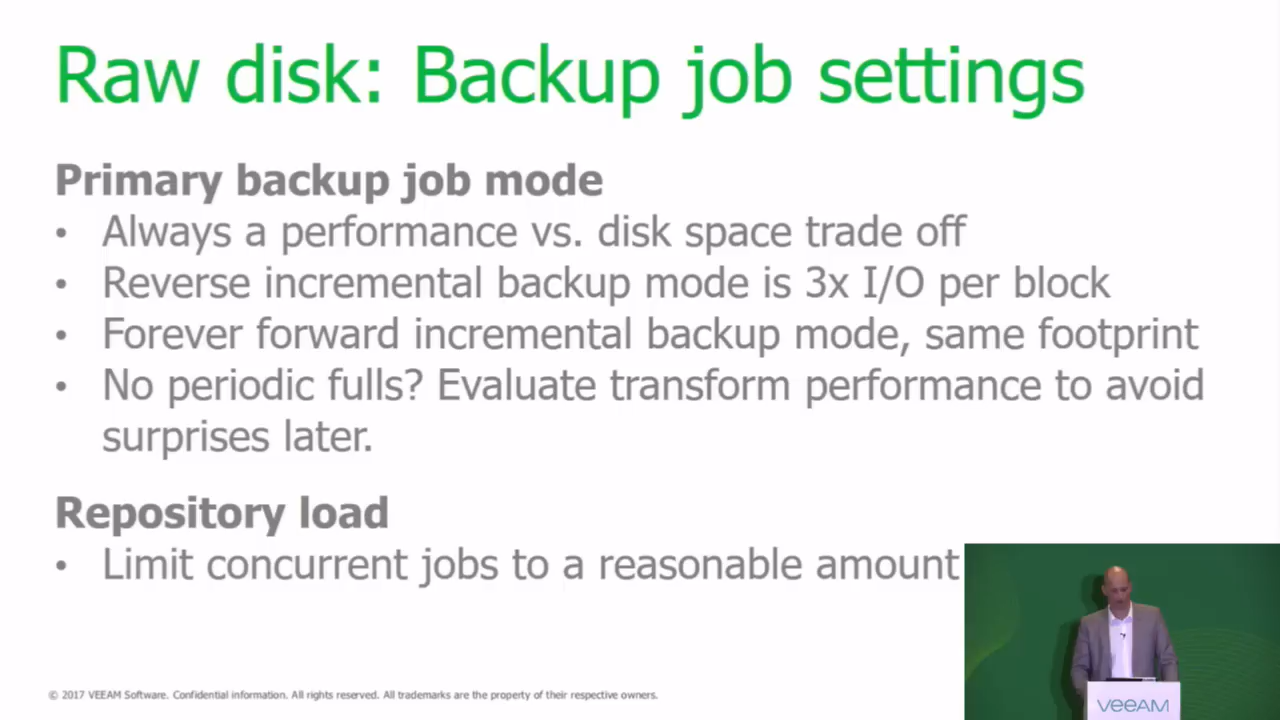 Raw disk: Backup job settings
Primary backup job mode
• Always a performance vs. disk space trade off
• Reverse incremental backup mode is 3x I/O per block
• Forever forward incremental backup mode, same footprint
• No periodic fulls? Evaluate transform performance to avoid
surprises later.
Repository load
• Limit concurrent jobs to a reasonable amount
© 2017 VEEAM Software. Confidential information. All rights reserved. All trademarks are the property of their respective owners.
veeAM